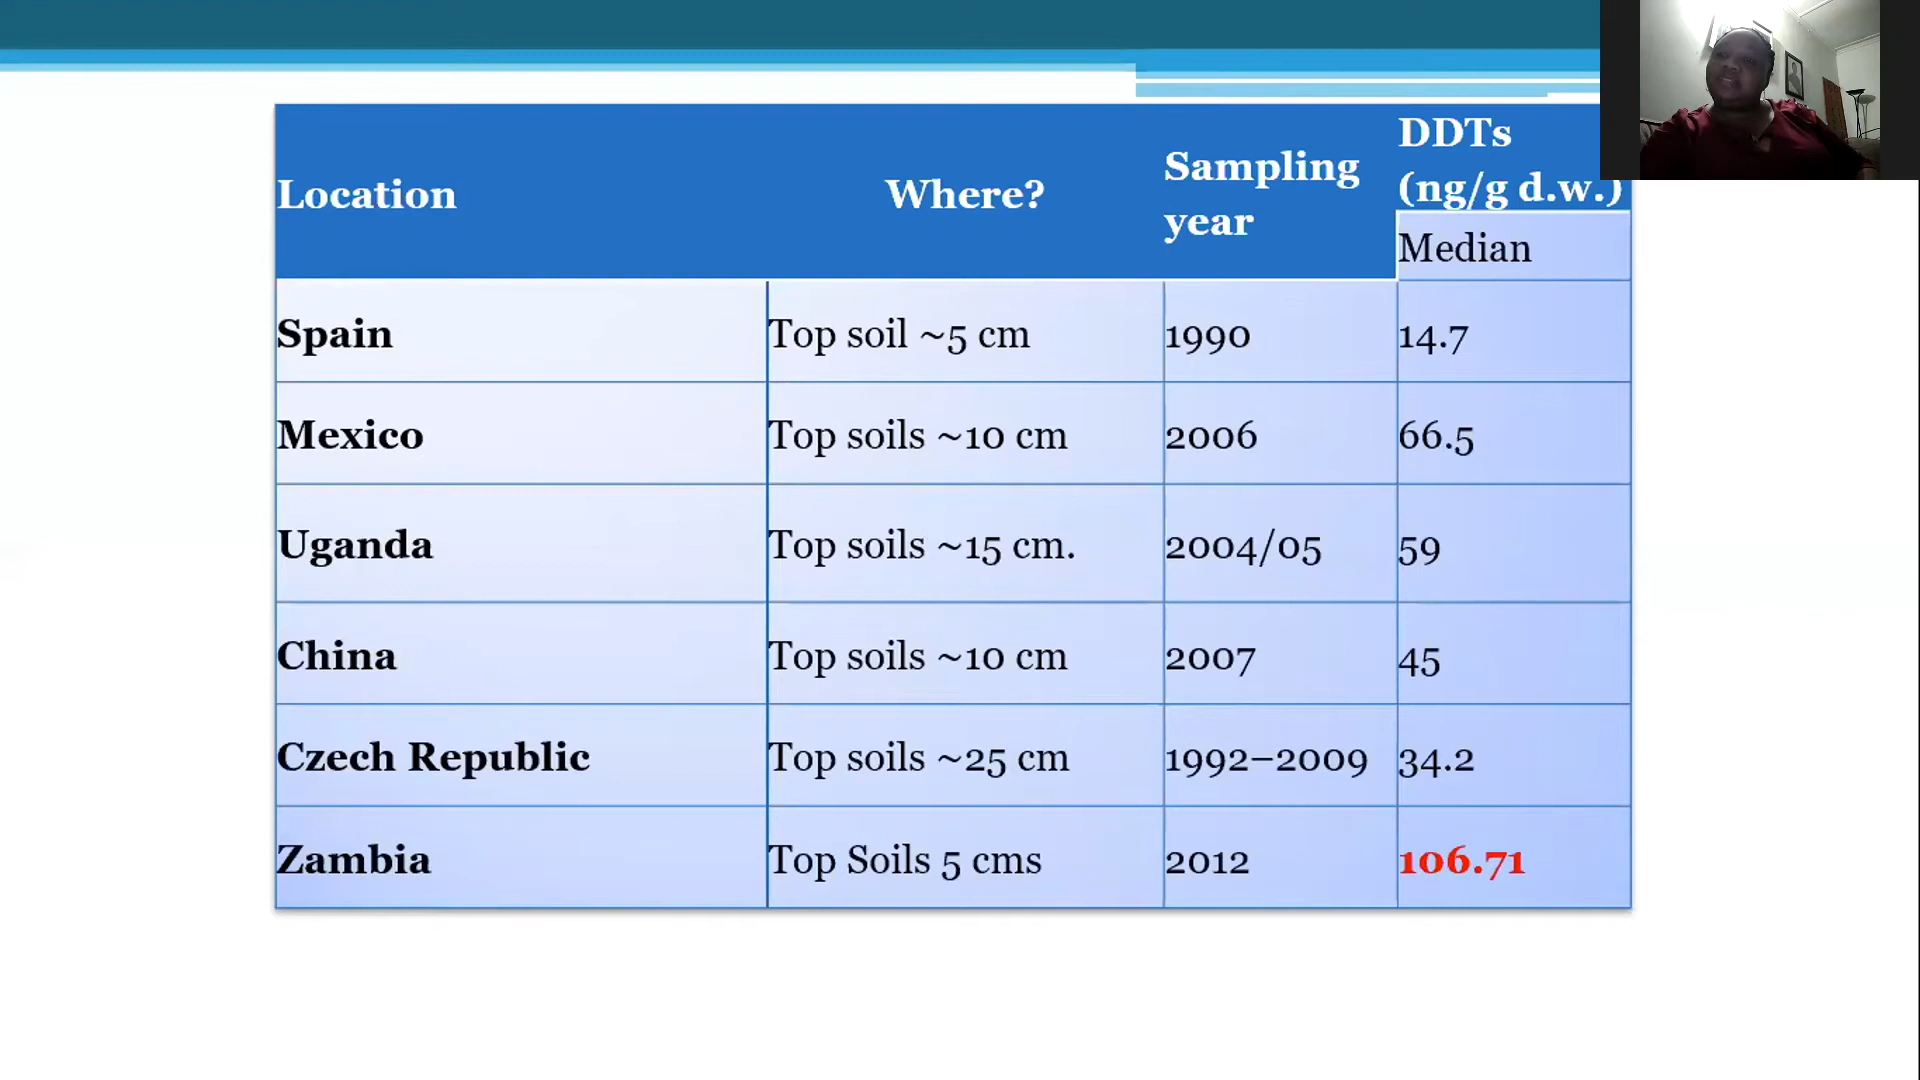 Location Where? Sampling year DDTs (ng/g d.w.)
Median
Spain Top soil ~5 cm 1990 14.7
Mexico Top soils ~10 cm 2006 66.5
Uganda Top soils ~15 cm. 2004/05 59
China Top soils ~10 cm 2007 45
Czech Republic Top soils ~25 cm 1992–2009 34.2
Zambia Top Soils 5 cms 2012 106.71